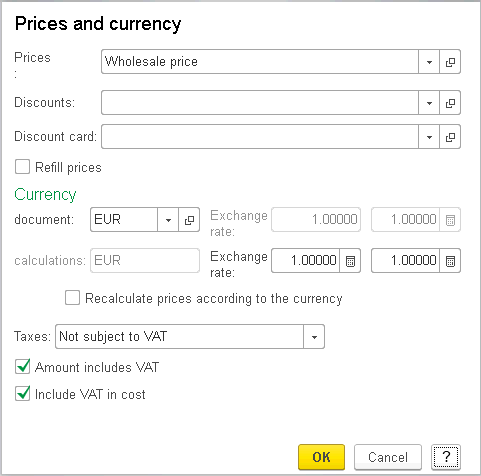 Prices and currency
Prices
:
Wholesale price
Discounts:
Discount card:
Refill prices
Currency
document: EUR Exchange rate: 1.00000 1.00000
calculations: EUR Exchange rate: 1.00000 1.00000
Recalculate prices according to the currency
Taxes: Not subject to VAT
Amount includes VAT
Include VAT in cost
OK Cancel ?